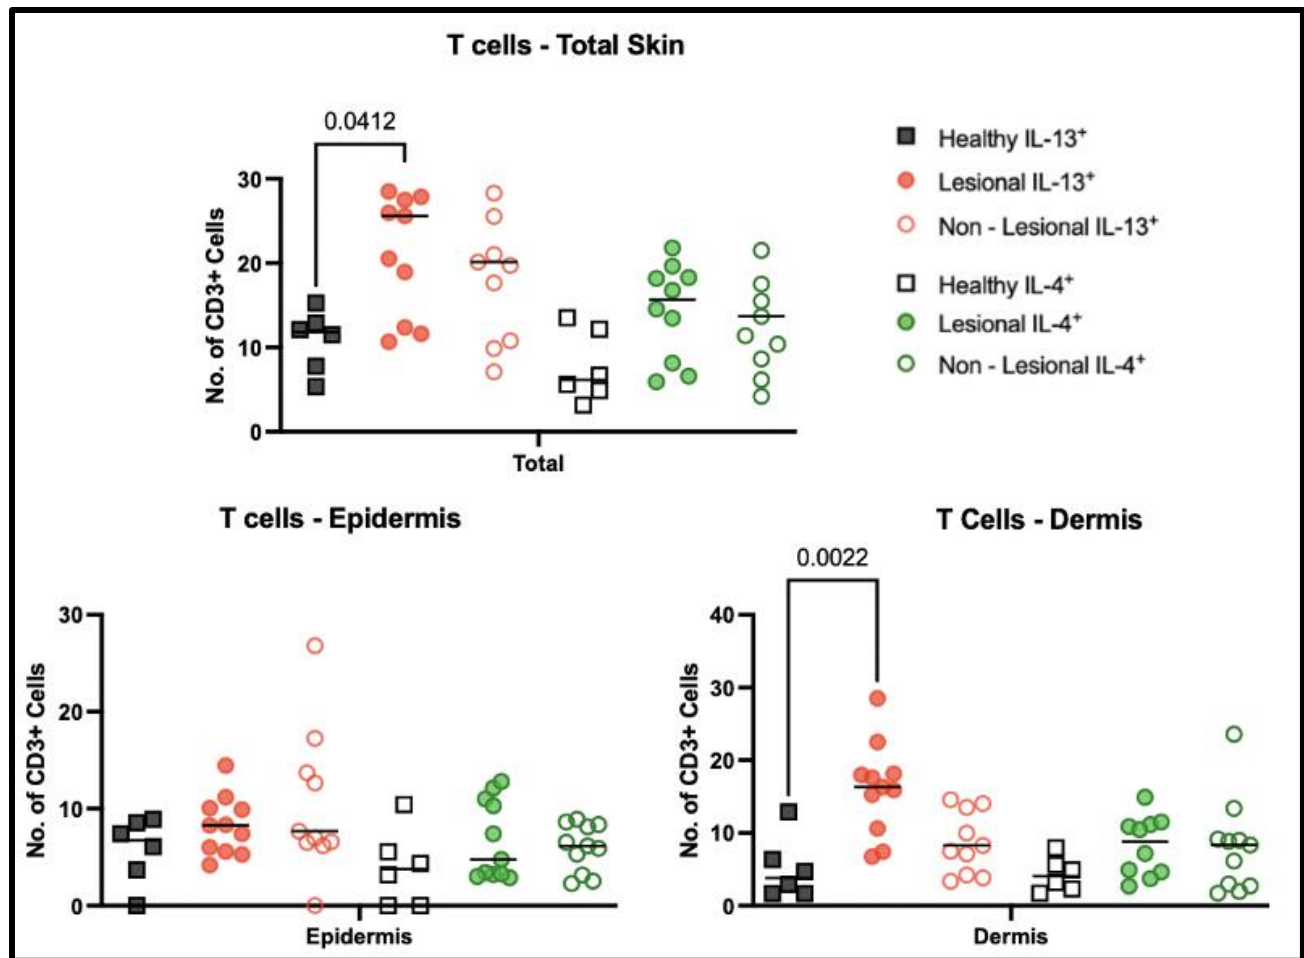 T cells - Total Skin
0.0412
No. of CD3+ Cells
30
20
10
0
Total
Healthy IL-13⁺
Lesional IL-13⁺
Non - Lesional IL-13⁺
Healthy IL-4⁺
Lesional IL-4⁺
Non - Lesional IL-4⁺
T cells - Epidermis
No. of CD3+ Cells
30
20
10
0
Epidermis
T Cells - Dermis
0.0022
No. of CD3+ Cells
40
30
20
10
0
Dermis